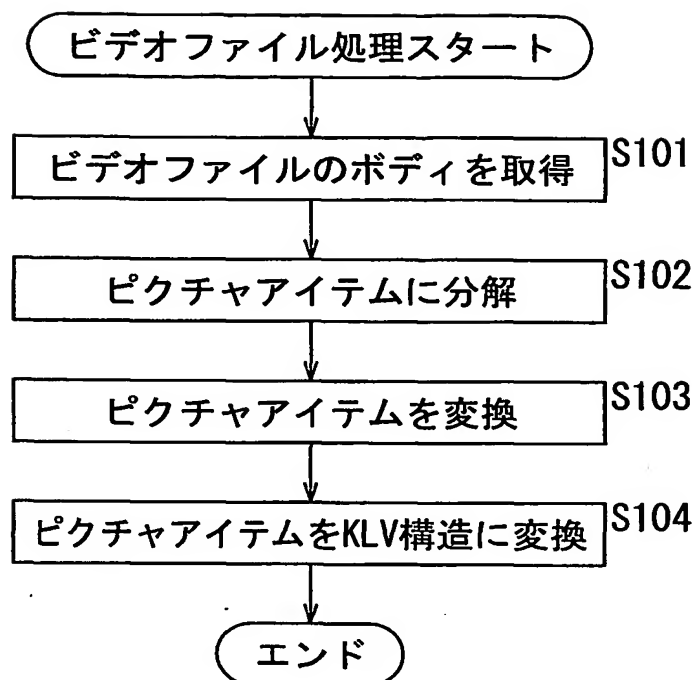 ビデオファイル処理スタート
ビデオファイルのボディを取得 S101
ピクチャアイテムに分解 S102
ピクチャアイテムを変換 S103
ピクチャアイテムをKLV構造に変換 S104
エンド